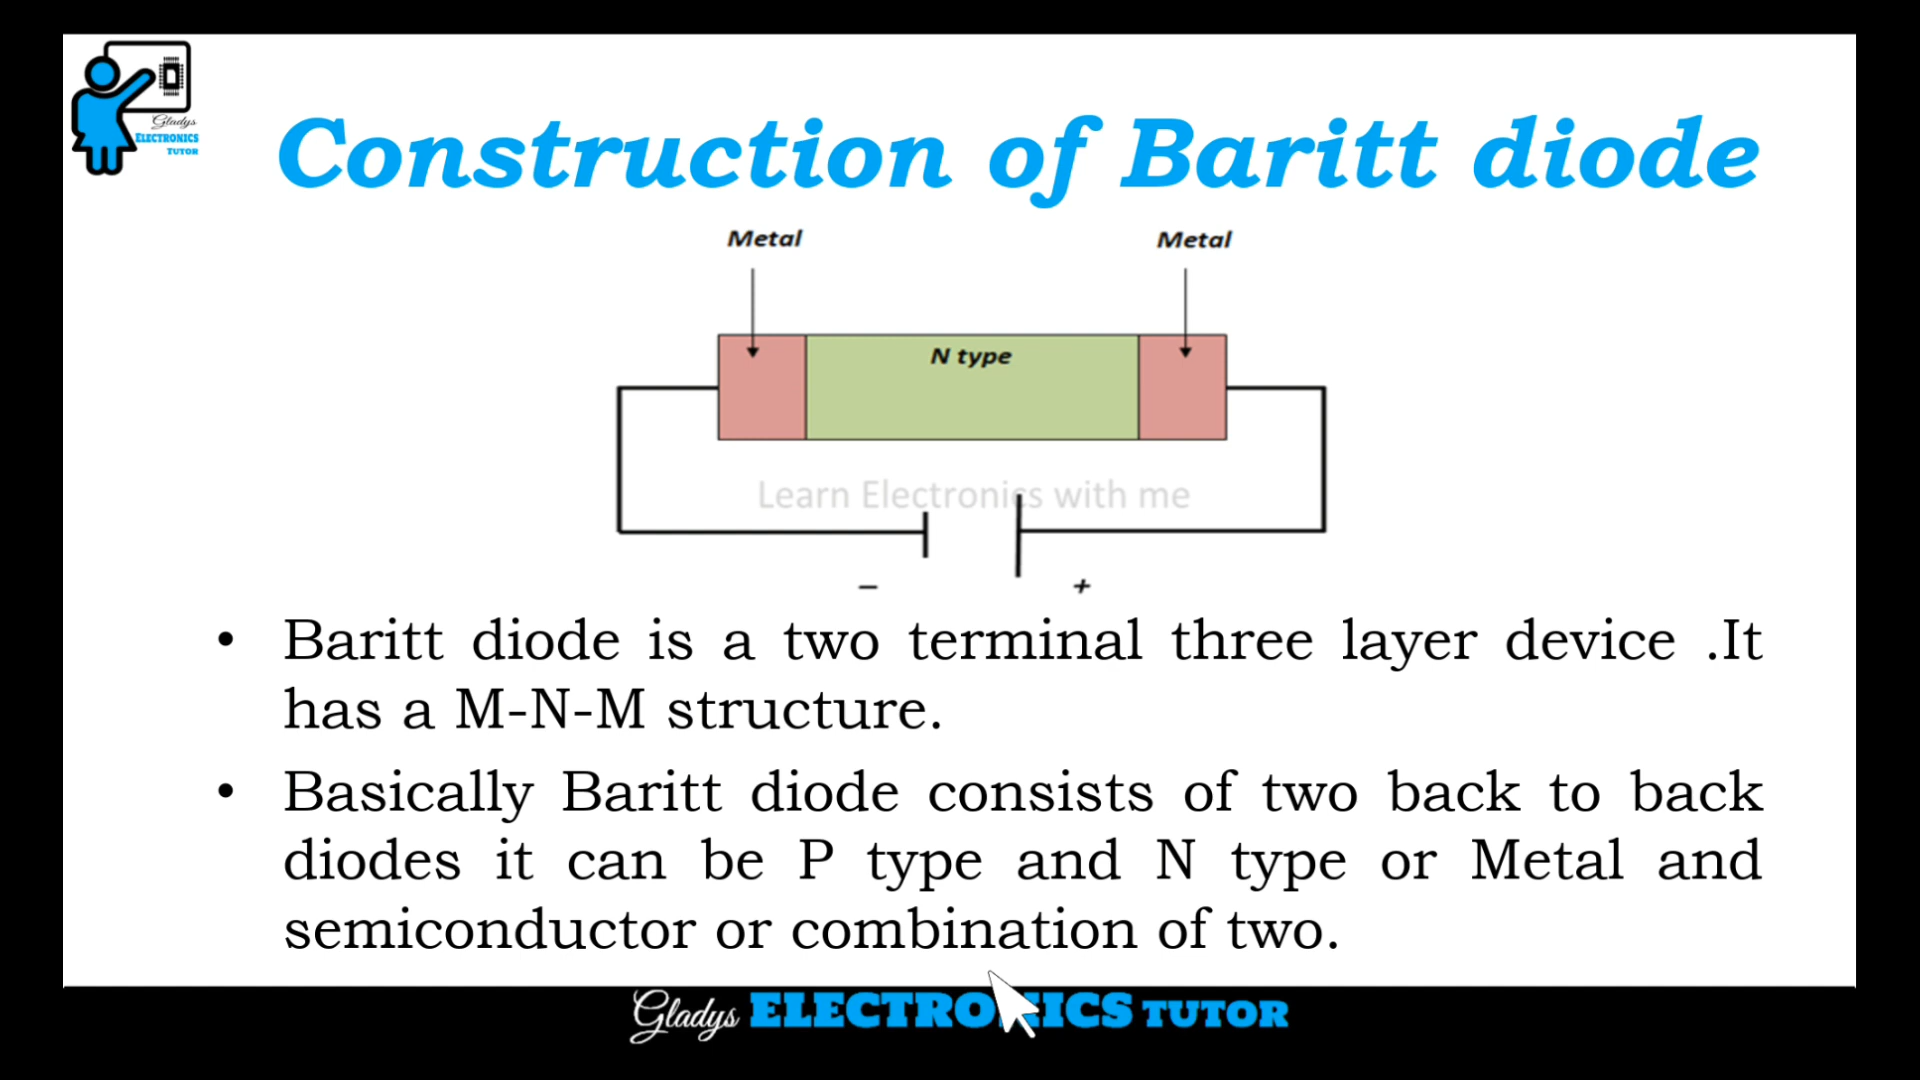 Gladys
ELECTRONICS
TUTOR
Construction of Baritt diode
Metal
Metal
N type
Learn Electronics with me
– +
• Baritt diode is a two terminal three layer device .It
has a M-N-M structure.
• Basically Baritt diode consists of two back to back
diodes it can be P type and N type or Metal and
semiconductor or combination of two.
Gladys ELECTRONICS TUTOR